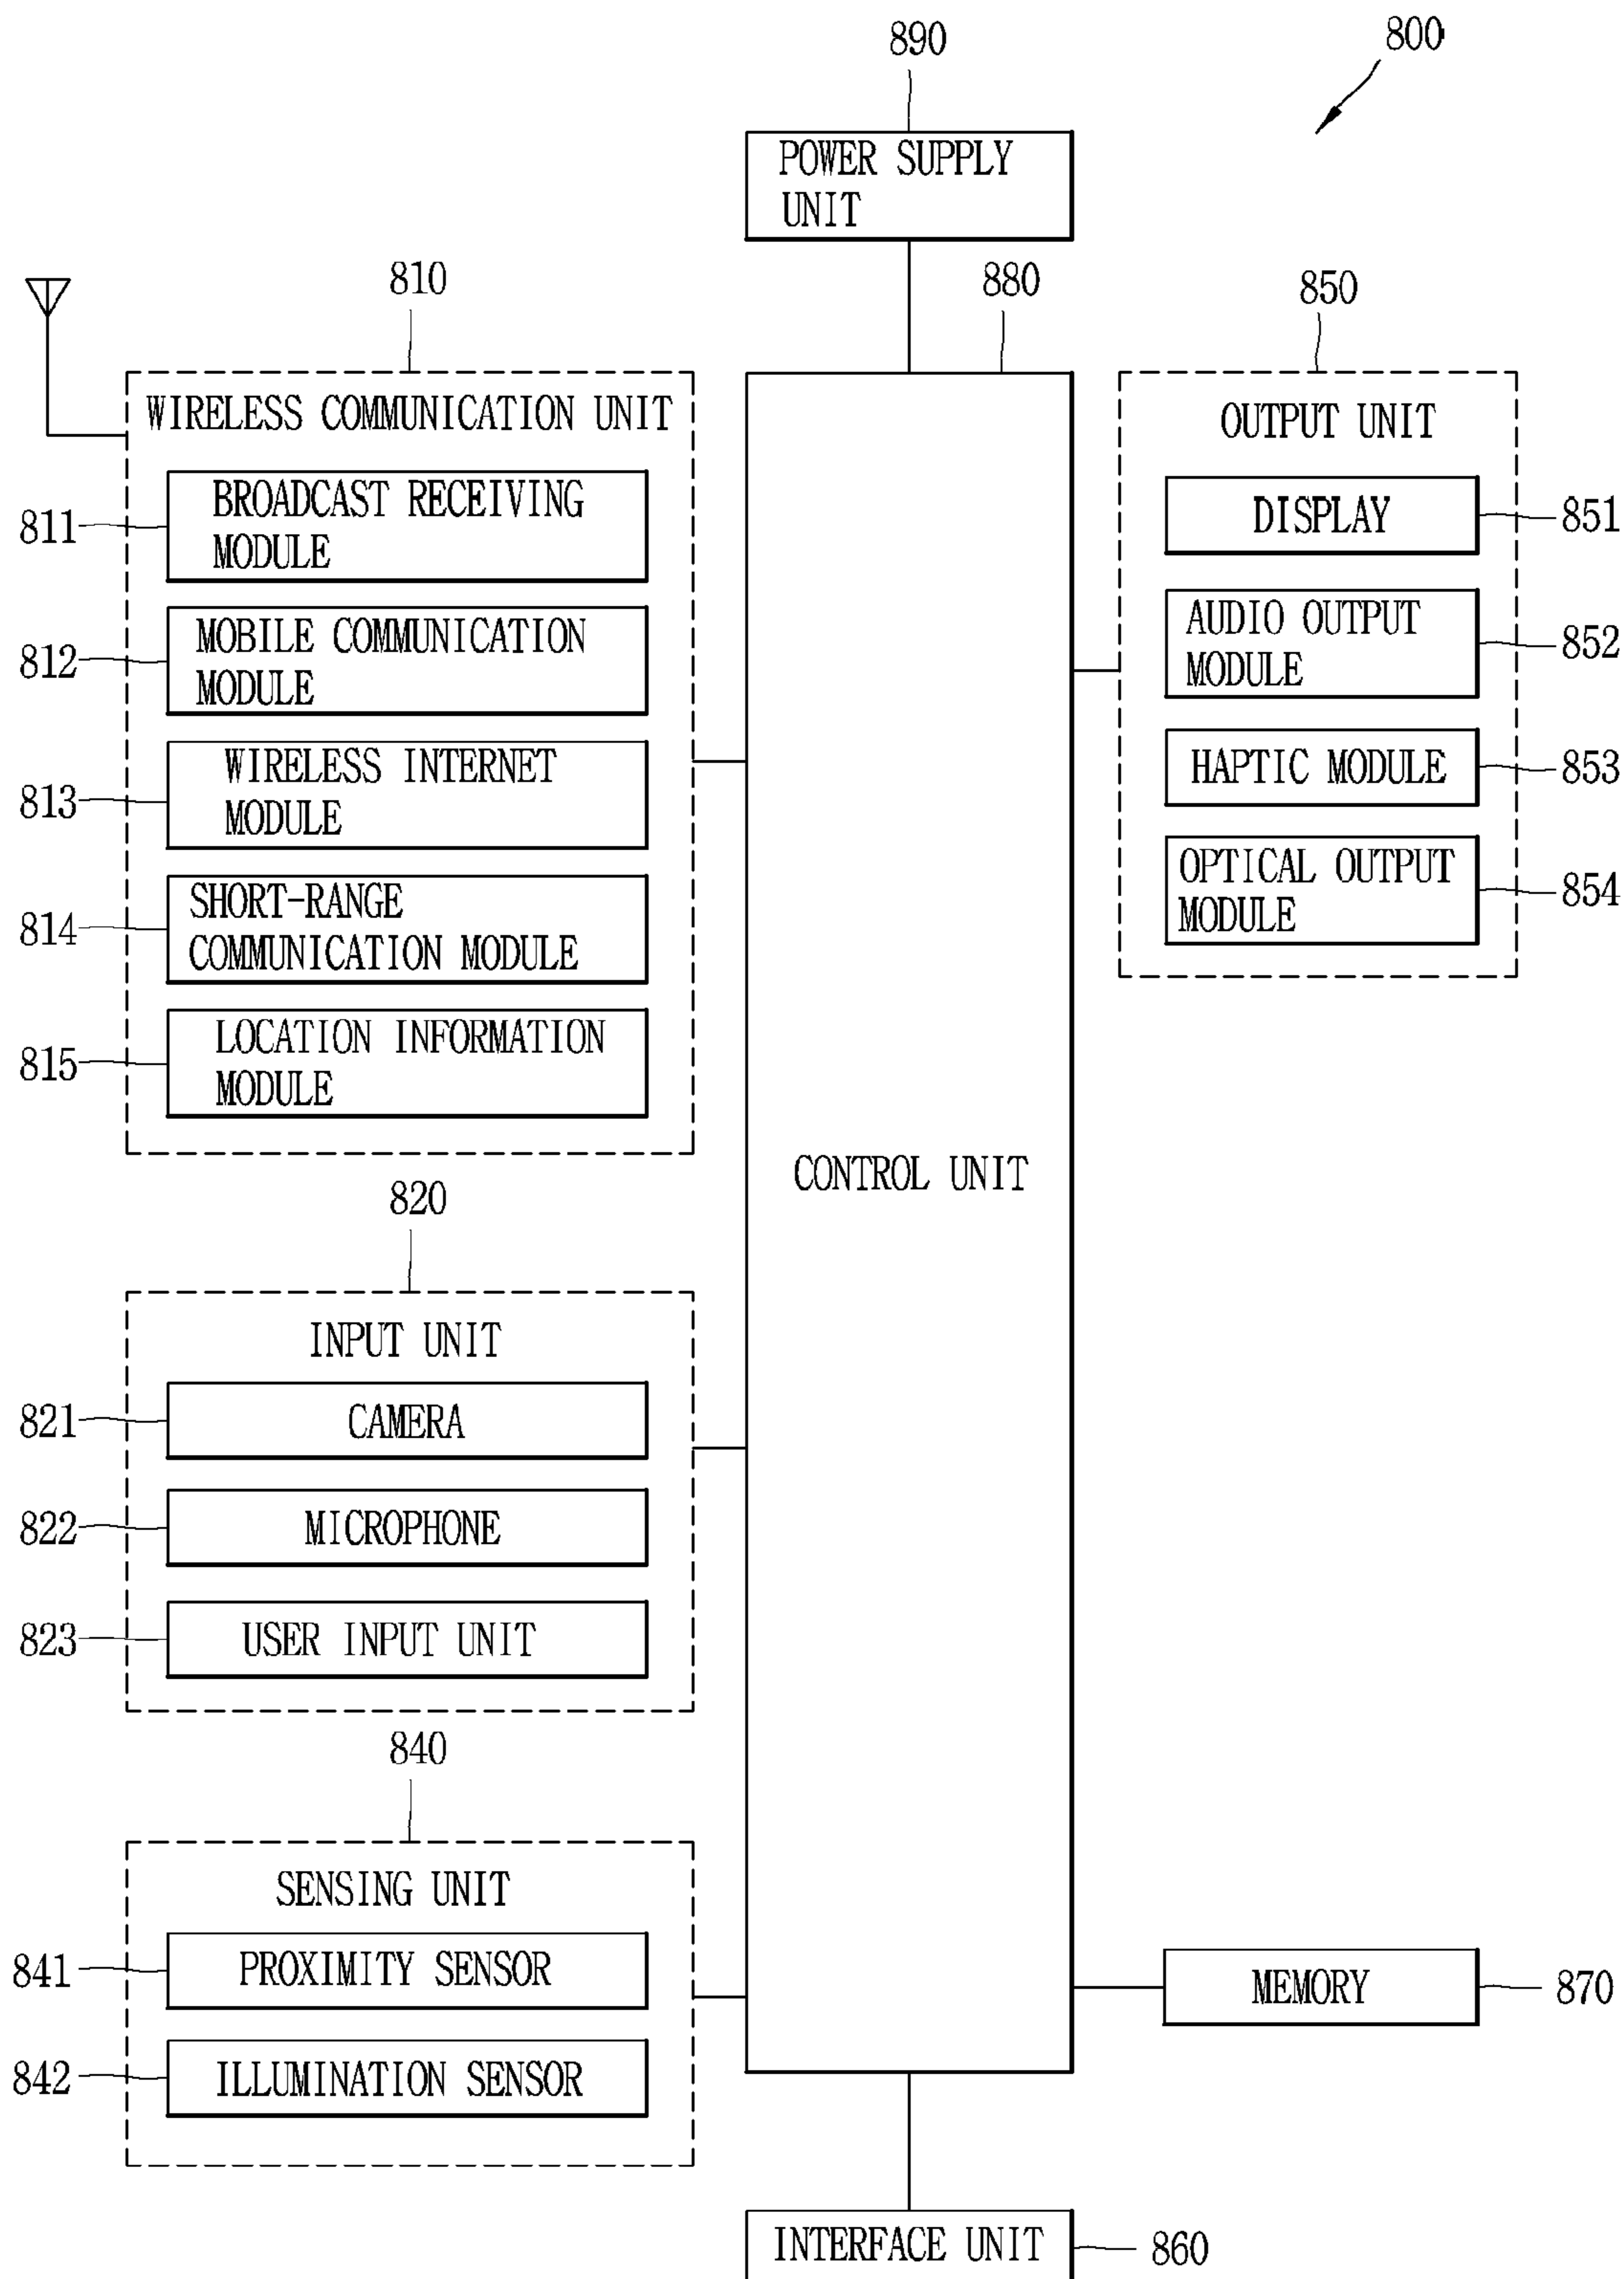 800
890
POWER SUPPLY
UNIT
810
880
850
WIRELESS COMMUNICATION UNIT
811
BROADCAST RECEIVING
MODULE
812
MOBILE COMMUNICATION
MODULE
813
WIRELESS INTERNET
MODULE
814
SHORT-RANGE
COMMUNICATION MODULE
815
LOCATION INFORMATION
MODULE
OUTPUT UNIT
DISPLAY
851
AUDIO OUTPUT
MODULE
852
HAPTIC MODULE
853
OPTICAL OUTPUT
MODULE
854
CONTROL UNIT
820
INPUT UNIT
821
CAMERA
822
MICROPHONE
823
USER INPUT UNIT
840
SENSING UNIT
841
PROXIMITY SENSOR
842
ILLUMINATION SENSOR
MEMORY
870
INTERFACE UNIT
860